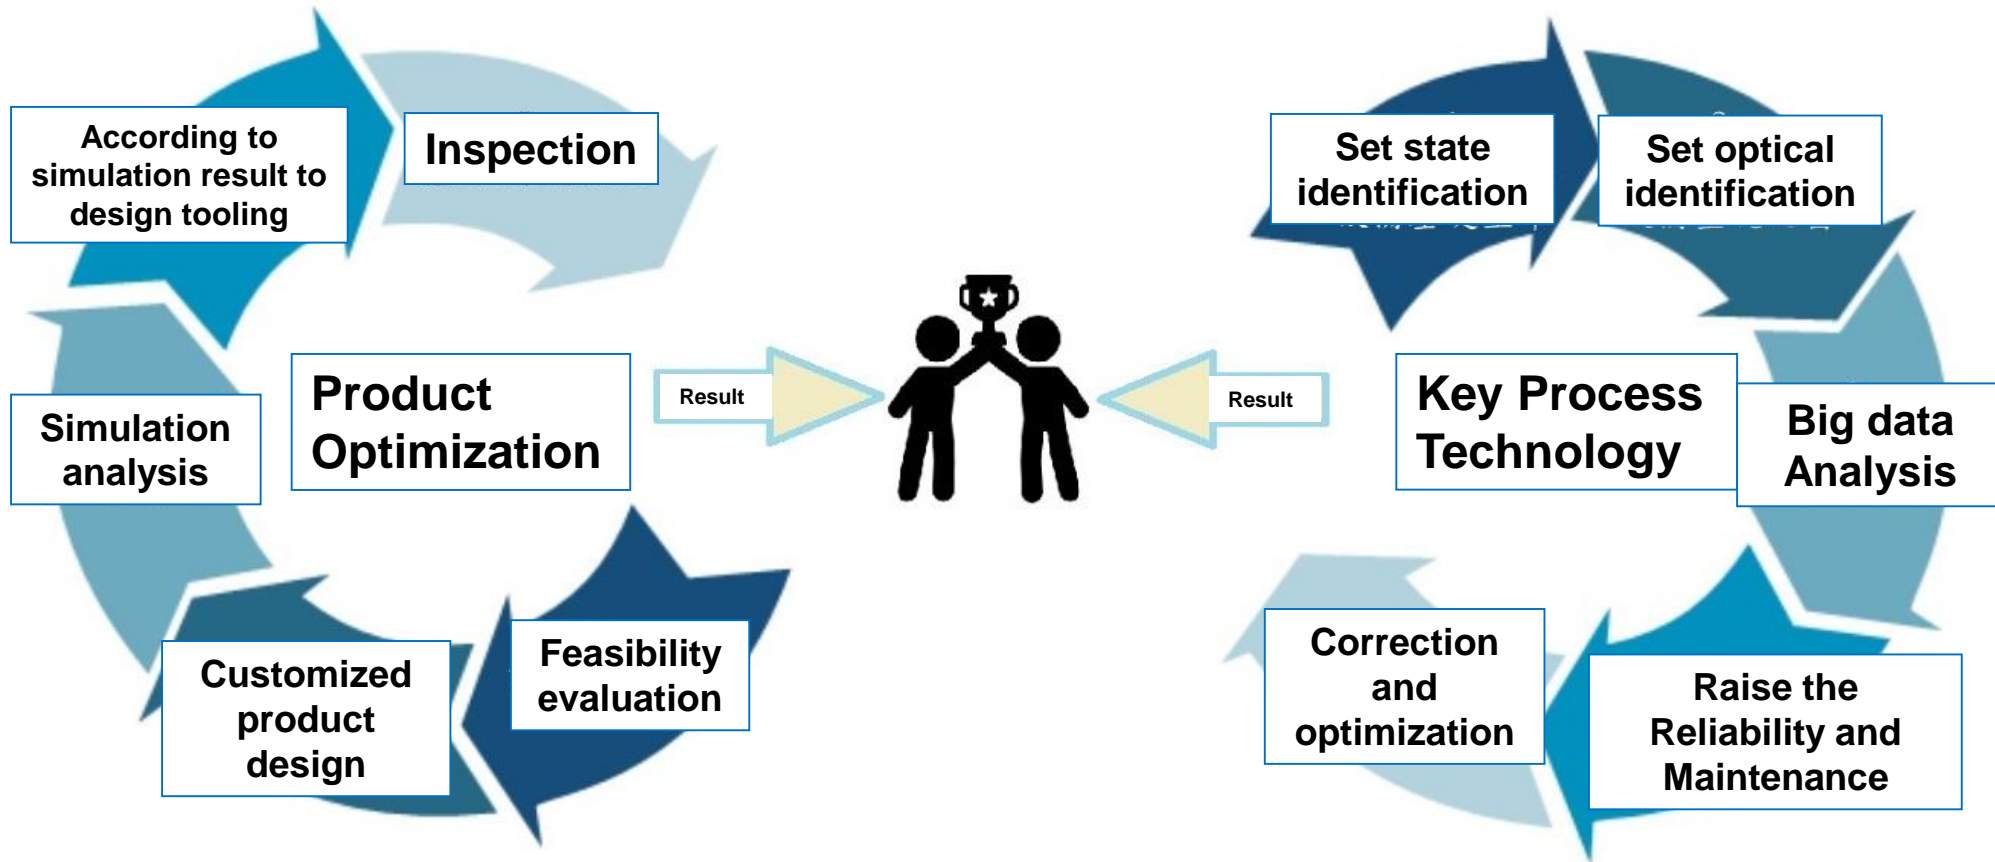 According to
simulation result to
design tooling
Inspection
Simulation
analysis
Product
Optimization
Customized
product
design
Feasibility
evaluation
Result
Result
Set state
identification
Set optical
identification
Key Process
Technology
Big data
Analysis
Raise the
Reliability and
Maintenance
Correction
and
optimization